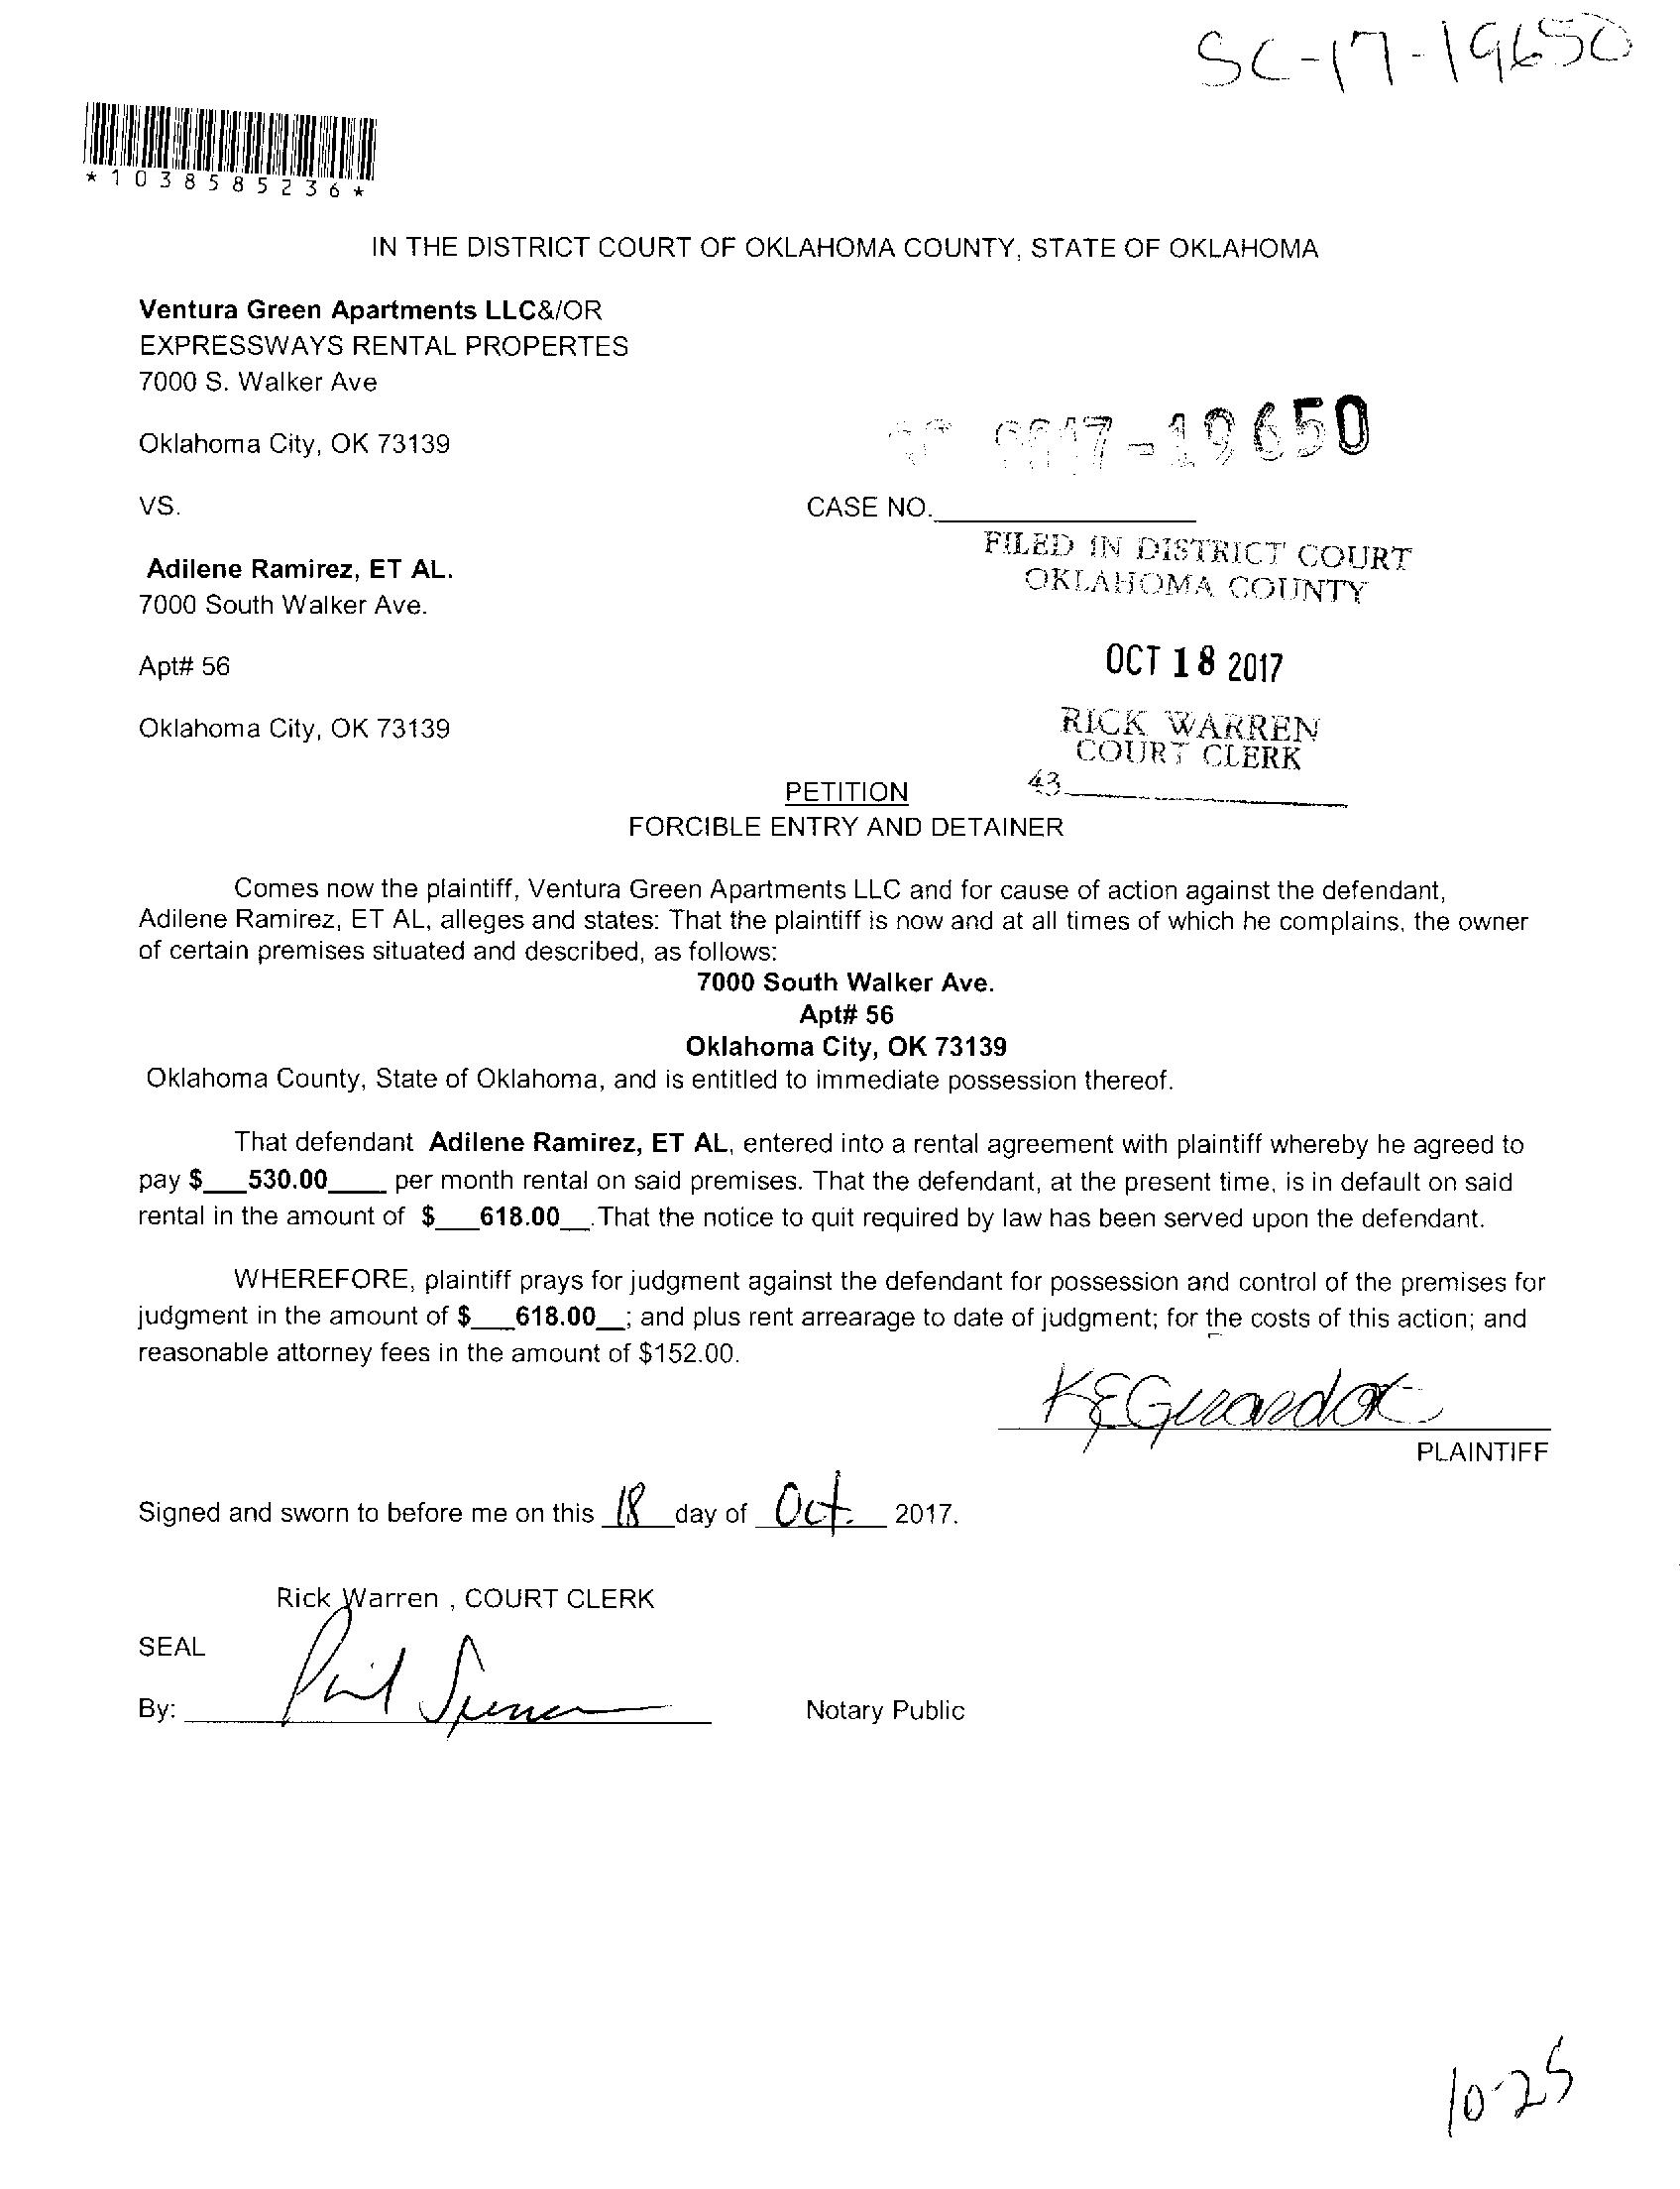 SC-17-19650
*1038585236*
IN THE DISTRICT COURT OF OKLAHOMA COUNTY, STATE OF OKLAHOMA
Ventura Green Apartments LLC&/OR
EXPRESSWAYS RENTAL PROPERTES
7000 S. Walker Ave
Oklahoma City, OK 73139
17-19650
VS.
CASE NO.
FILED IN DISTRICT COURT
OKLAHOMA COUNTY
Adilene Ramirez, ET AL.
7000 South Walker Ave.
Apt# 56
OCT 18 2017
Oklahoma City, OK 73139
RICK WARREN
COURT CLERK
43
PETITION
FORCIBLE ENTRY AND DETAINER
Comes now the plaintiff, Ventura Green Apartments LLC and for cause of action against the defendant,
Adilene Ramirez, ET AL, alleges and states: That the plaintiff is now and at all times of which he complains, the owner
of certain premises situated and described, as follows:
7000 South Walker Ave.
Apt# 56
Oklahoma City, OK 73139
Oklahoma County, State of Oklahoma, and is entitled to immediate possession thereof.
That defendant Adilene Ramirez, ET AL, entered into a rental agreement with plaintiff whereby he agreed to
pay $___530.00____ per month rental on said premises. That the defendant, at the present time, is in default on said
rental in the amount of $___618.00__.That the notice to quit required by law has been served upon the defendant.
WHEREFORE, plaintiff prays for judgment against the defendant for possession and control of the premises for
judgment in the amount of $___618.00__; and plus rent arrearage to date of judgment; for the costs of this action; and
reasonable attorney fees in the amount of $152.00.
PLAINTIFF
Signed and sworn to before me on this 18 day of Oct. 2017.
Rick Warren , COURT CLERK
SEAL
By:
Notary Public
10-25